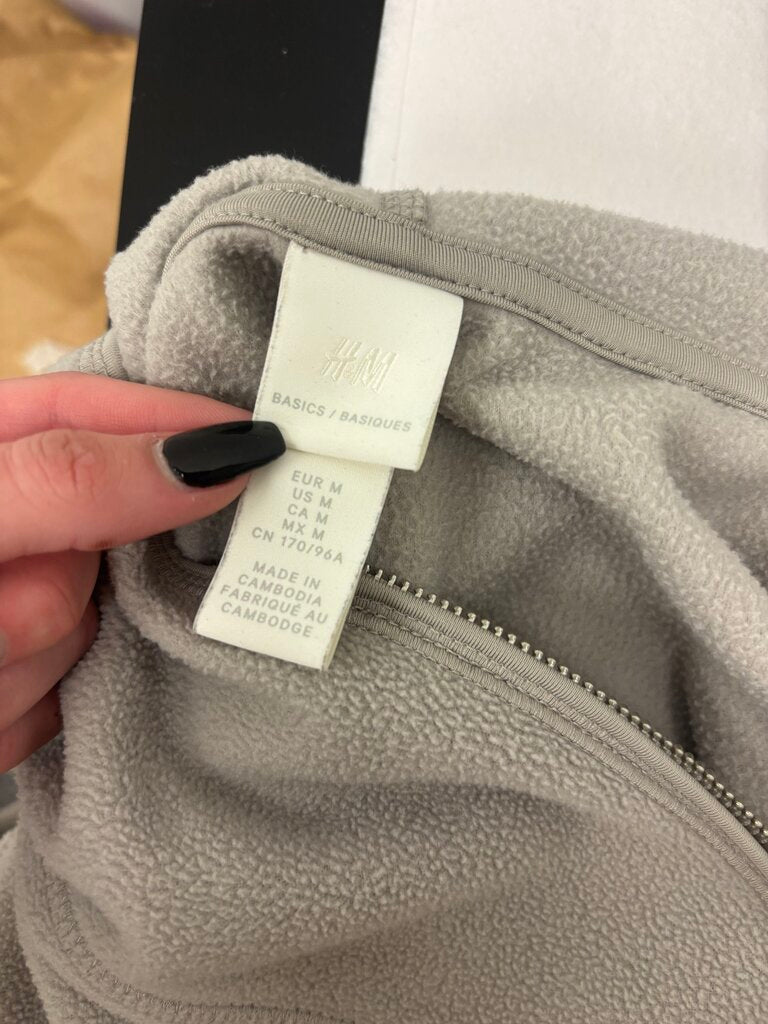 H&M
BASICS / BASIQUES
EUR M
US M
CA M
MX M
CN 170/96A
MADE IN
CAMBODIA
FABRIQUÉ AU
CAMBODGE